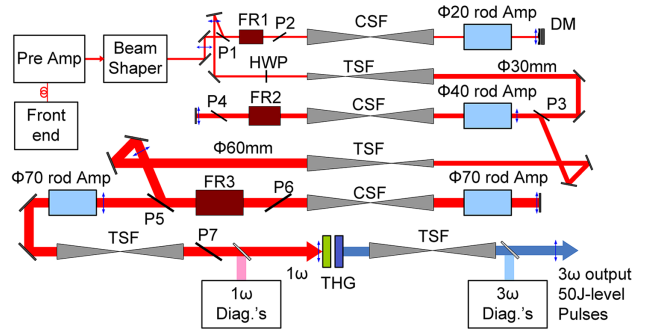 FR1
P2
CSF
Φ20 rod Amp
DM
P1
Pre Amp
Beam
Shaper
HWP
TSF
Φ30mm
Front
end
P4
FR2
CSF
Φ40 rod Amp
P3
Φ60mm
TSF
Φ70 rod Amp
P5
FR3
P6
CSF
Φ70 rod Amp
TSF
P7
1ω
THG
TSF
3ω output
50J-level
Pulses
1ω
Diag.'s
3ω
Diag.'s